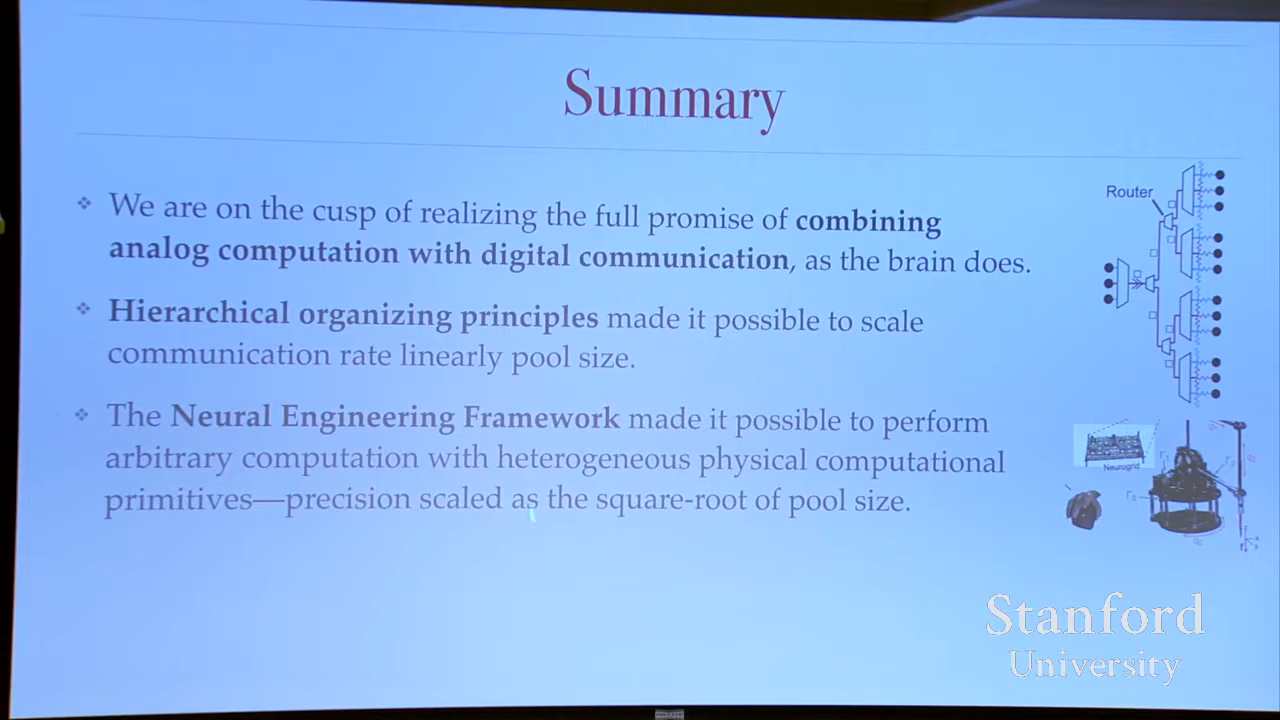 Summary
We are on the cusp of realizing the full promise of combining
analog computation with digital communication, as the brain does.
Hierarchical organizing principles made it possible to scale
communication rate linearly pool size.
The Neural Engineering Framework made it possible to perform
arbitrary computation with heterogeneous physical computational
primitives—precision scaled as the square-root of pool size.
Router
Neurogrid
Stanford
University